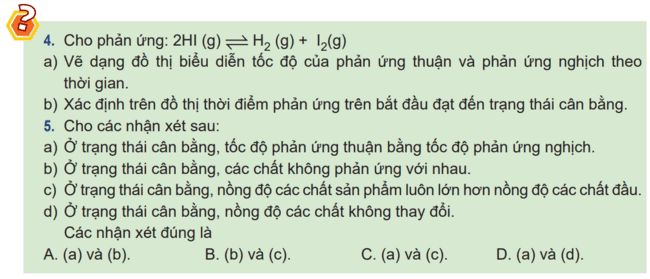 ?
4. Cho phản ứng: 2HI (g) ⇌ H₂ (g) + I₂(g)
a) Vẽ dạng đồ thị biểu diễn tốc độ của phản ứng thuận và phản ứng nghịch theo
thời gian.
b) Xác định trên đồ thị thời điểm phản ứng trên bắt đầu đạt đến trạng thái cân bằng.
5. Cho các nhận xét sau:
a) Ở trạng thái cân bằng, tốc độ phản ứng thuận bằng tốc độ phản ứng nghịch.
b) Ở trạng thái cân bằng, các chất không phản ứng với nhau.
c) Ở trạng thái cân bằng, nồng độ các chất sản phẩm luôn lớn hơn nồng độ các chất đầu.
d) Ở trạng thái cân bằng, nồng độ các chất không thay đổi.
Các nhận xét đúng là
A. (a) và (b). B. (b) và (c). C. (a) và (c). D. (a) và (d).